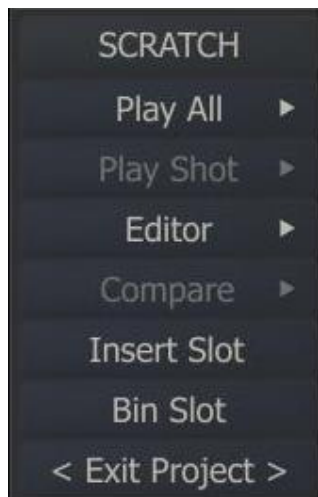 SCRATCH
Play All
Play Shot
Editor
Compare
Insert Slot
Bin Slot
< Exit Project >